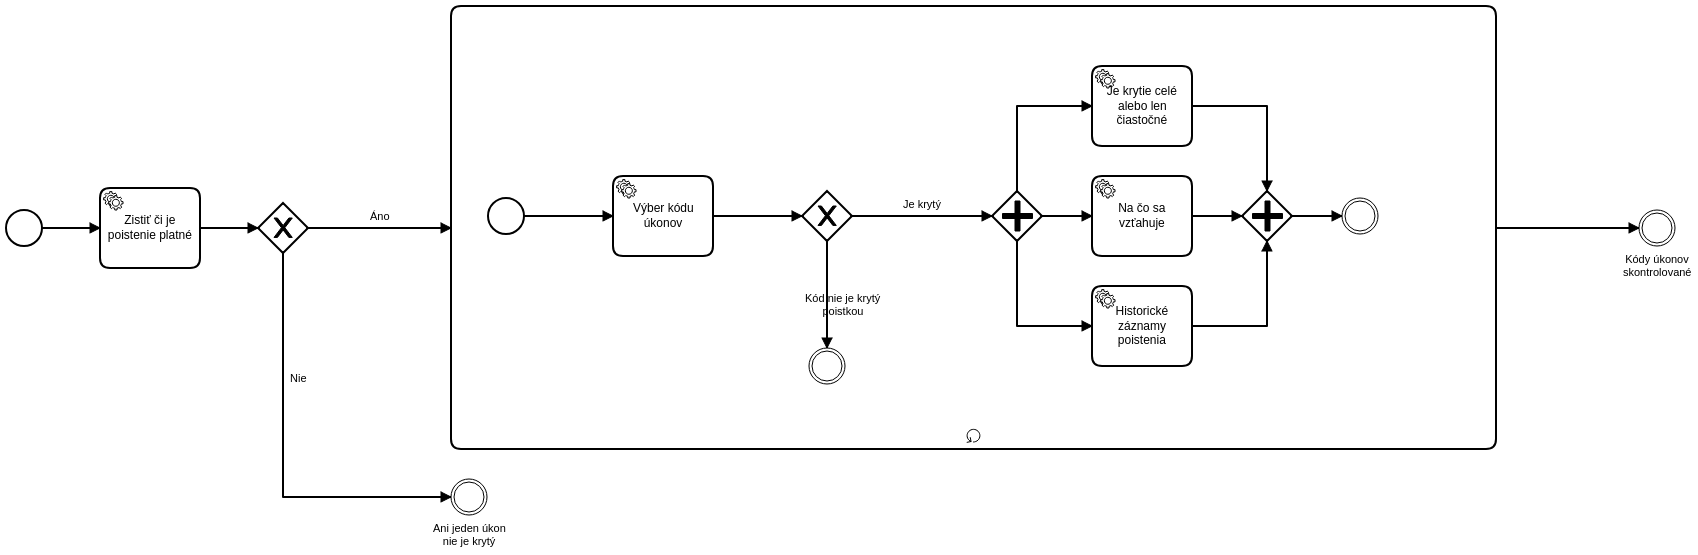 Zistiť či je
poistenie platné
Áno
Nie
Ani jeden úkon
nie je krytý
Výber kódu
úkonov
Kód nie je krytý
poistkou
Je krytý
Je krytie celé
alebo len
čiastočné
Na čo sa
vzťahuje
Historické
záznamy
poistenia
Kódy úkonov
skontrolované